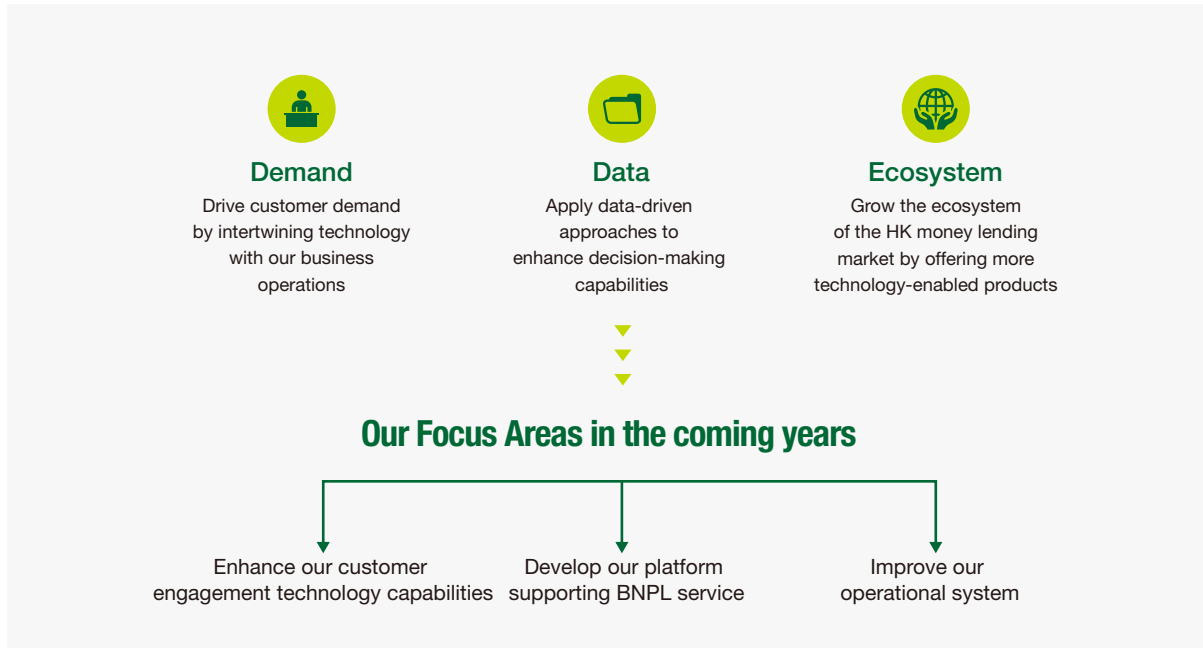 Demand
Drive customer demand
by intertwining technology
with our business
operations
Data
Apply data-driven
approaches to
enhance decision-making
capabilities
Ecosystem
Grow the ecosystem
of the HK money lending
market by offering more
technology-enabled products
Our Focus Areas in the coming years
Enhance our customer
engagement technology capabilities
Develop our platform
supporting BNPL service
Improve our
operational system